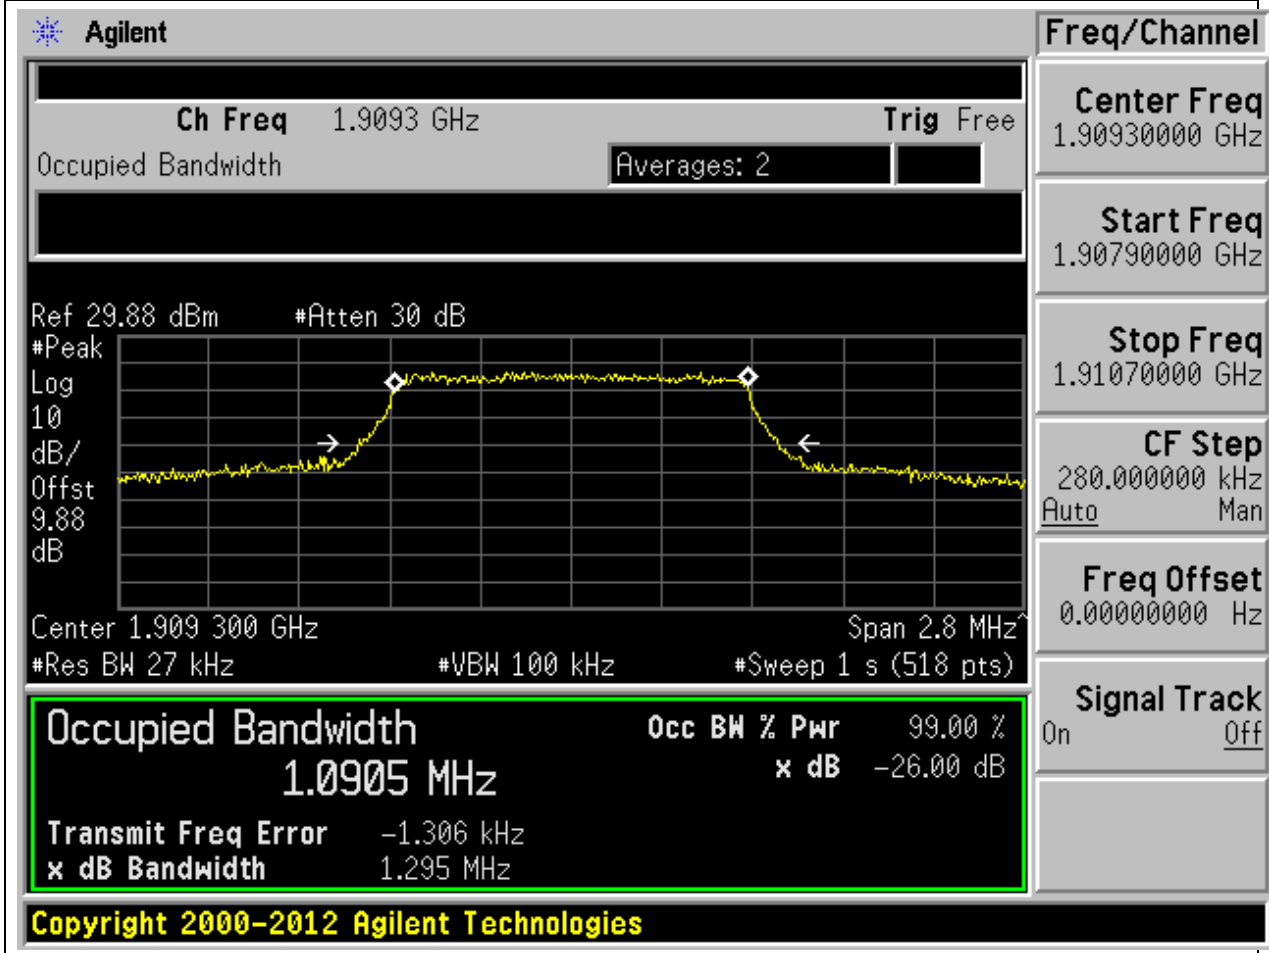 Agilent
Freq/Channel
Ch Freq 1.9093 GHz Trig Free
Occupied Bandwidth Averages: 2
Center Freq
1.90930000 GHz
Start Freq
1.90790000 GHz
Stop Freq
1.91070000 GHz
CF Step
280.000000 kHz
Auto Man
Freq Offset
0.00000000 Hz
Signal Track
On Off
Ref 29.88 dBm #Atten 30 dB
#Peak
Log
10
dB/
Offst
9.88
dB
Center 1.909 300 GHz Span 2.8 MHz^
#Res BW 27 kHz #VBW 100 kHz #Sweep 1 s (518 pts)
Occupied Bandwidth Occ BW % Pwr 99.00 %
1.0905 MHz x dB -26.00 dB
Transmit Freq Error -1.306 kHz
x dB Bandwidth 1.295 MHz
Copyright 2000-2012 Agilent Technologies